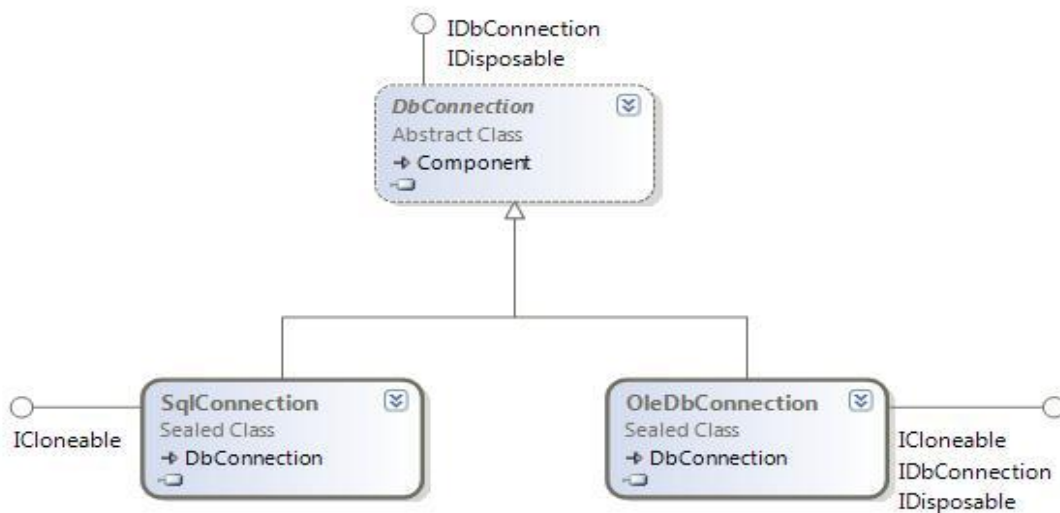 IDbConnection
IDisposable
DbConnection
Abstract Class
Component
SqlConnection
Sealed Class
DbConnection
ICloneable
OleDbConnection
Sealed Class
DbConnection
ICloneable
IDbConnection
IDisposable